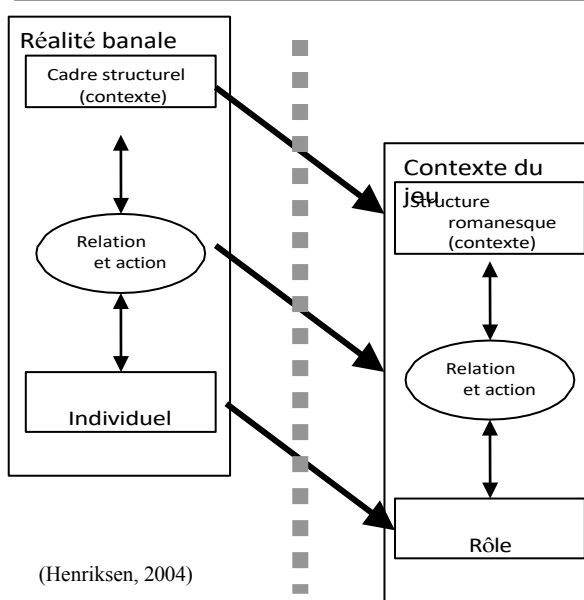 Réalité banale
Cadre structurel
(contexte)
Relation
et action
Individuel
Contexte du
jeu
Structure
romanesque
(contexte)
Relation
et action
Rôle
(Henriksen, 2004)